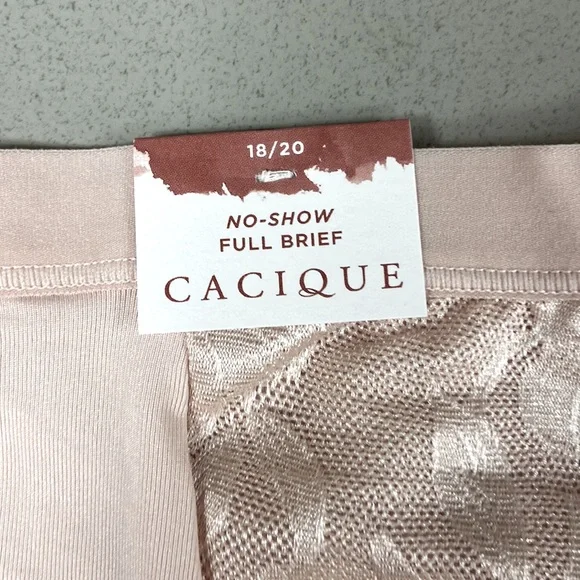 18/20
NO-SHOW
FULL BRIEF
CACIQUE